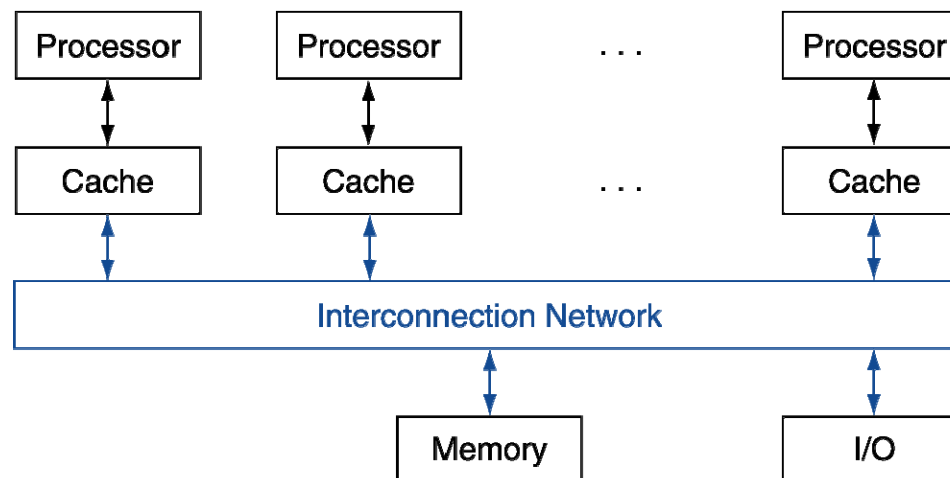 Processor Processor . . . Processor
Cache Cache . . . Cache
Interconnection Network
Memory I/O